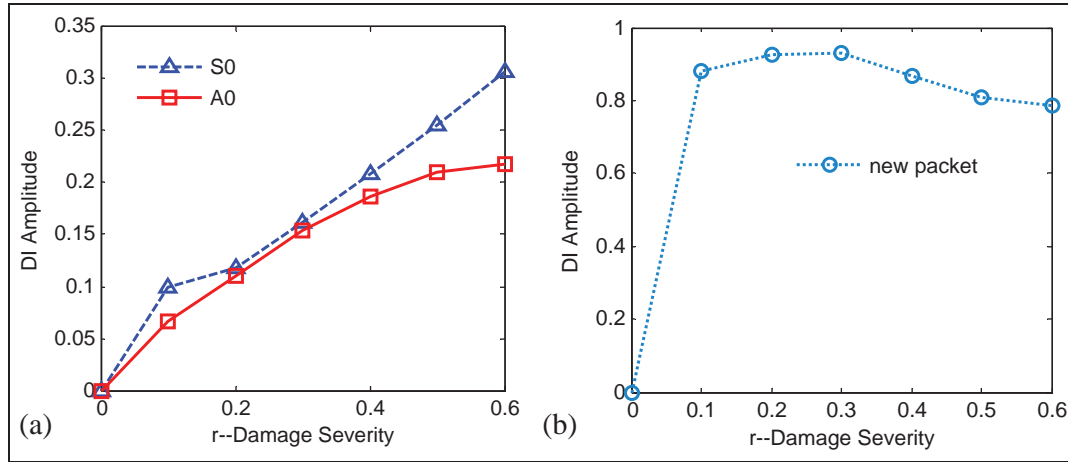 0.35
0.3
0.25
0.2
0.15
0.1
0.05
0
DI Amplitude
S0
A0
0 0.2 0.4 0.6
r--Damage Severity
(a)
1
0.8
0.6
0.4
0.2
0
DI Amplitude
new packet
0 0.1 0.2 0.3 0.4 0.5 0.6
r--Damage Severity
(b)